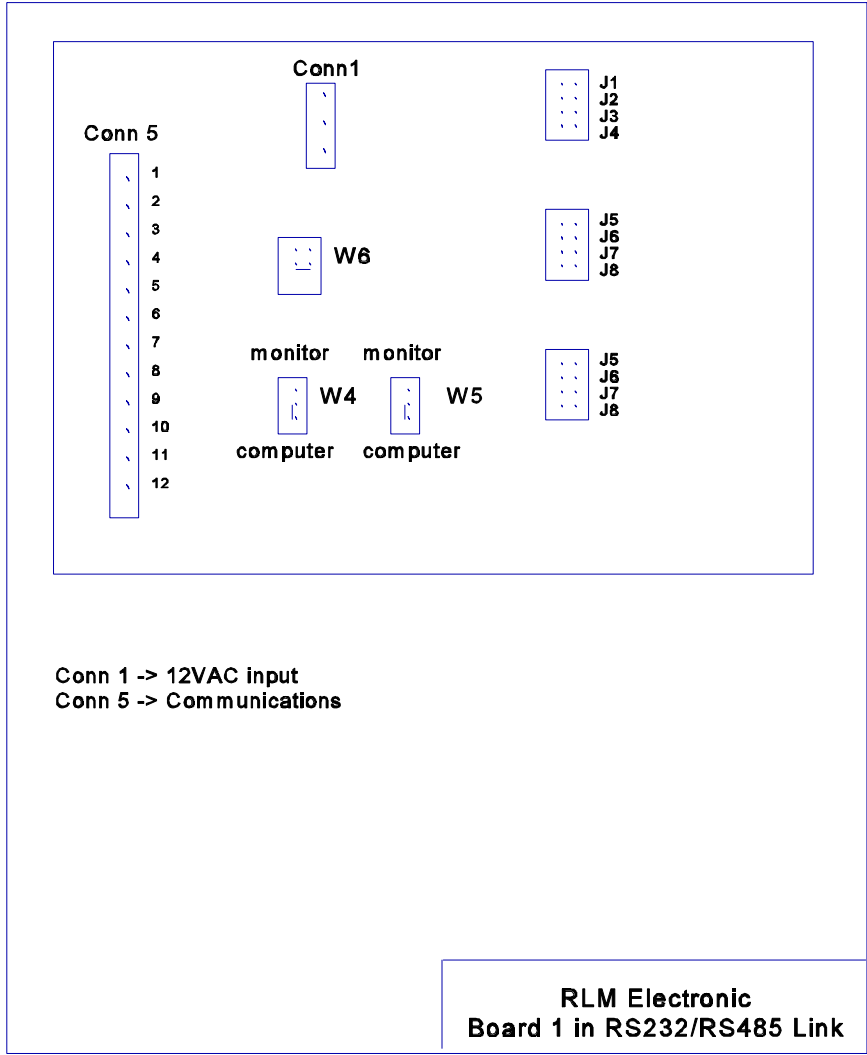 Conn1
J1
J2
J3
J4
Conn 5
1
2
3
4
5
6
7
8
9
10
11
12
W6
J5
J6
J7
J8
monitor monitor
W4 W5
computer computer
J5
J6
J7
J8
Conn 1 -> 12VAC input
Conn 5 -> Communications
RLM Electronic
Board 1 in RS232/RS485 Link